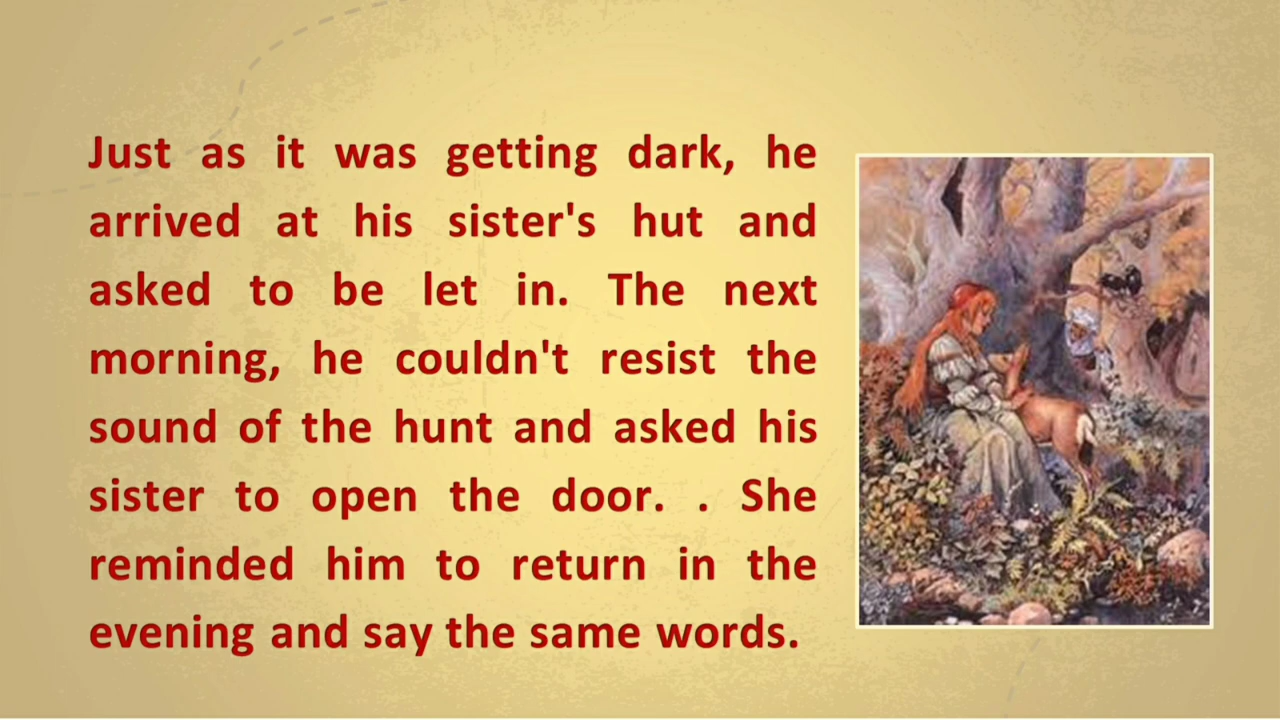 Just as it was getting dark, he
arrived at his sister's hut and
asked to be let in. The next
morning, he couldn't resist the
sound of the hunt and asked his
sister to open the door. . She
reminded him to return in the
evening and say the same words.